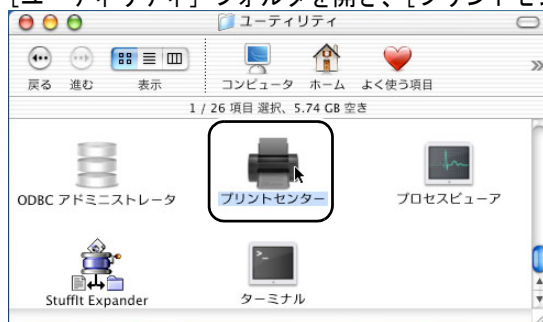 [ユーティリティ] フォルダを開き、[プリントセン
ユーティリティ
戻る 進む 表示 コンピュータ ホーム よく使う項目
1 / 26 項目 選択、5.74 GB 空き
ODBC アドミニストレータ プリントセンター プロセスビューア
StuffIt Expander ターミナル